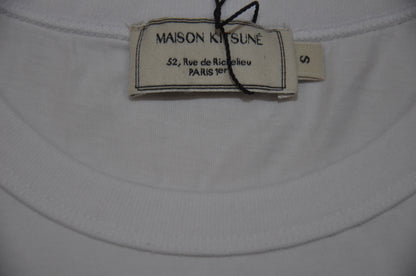 MAISON KITSUNÉ
52, Rue de Richelieu
PARIS 1er
S